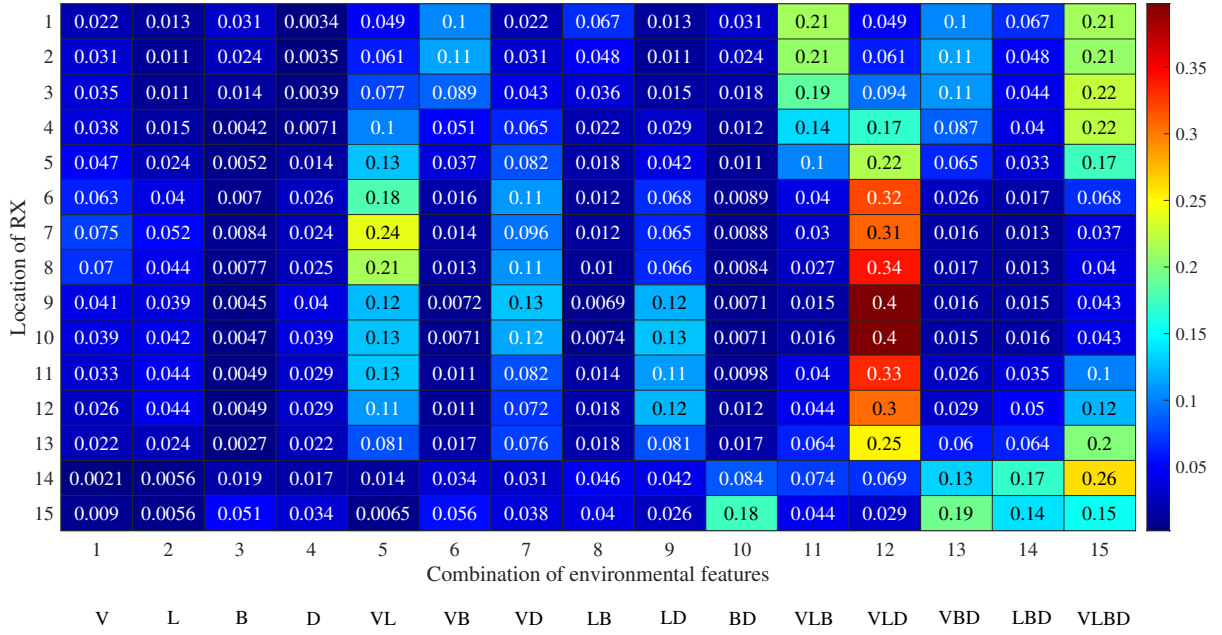 1 0.022 0.013 0.031 0.0034 0.049 0.1 0.022 0.067 0.013 0.031 0.21 0.049 0.1 0.067 0.21
2 0.031 0.011 0.024 0.0035 0.061 0.11 0.031 0.048 0.011 0.024 0.21 0.061 0.11 0.048 0.21
0.35
3 0.035 0.011 0.014 0.0039 0.077 0.089 0.043 0.036 0.015 0.018 0.19 0.094 0.11 0.044 0.22
4 0.038 0.015 0.0042 0.0071 0.1 0.051 0.065 0.022 0.029 0.012 0.14 0.17 0.087 0.04 0.22
0.3
5 0.047 0.024 0.0052 0.014 0.13 0.037 0.082 0.018 0.042 0.011 0.1 0.22 0.065 0.033 0.17
6 0.063 0.04 0.007 0.026 0.18 0.016 0.11 0.012 0.068 0.0089 0.04 0.32 0.026 0.017 0.068
0.25
7 0.075 0.052 0.0084 0.024 0.24 0.014 0.096 0.012 0.065 0.0088 0.03 0.31 0.016 0.013 0.037
8 0.07 0.044 0.0077 0.025 0.21 0.013 0.11 0.01 0.066 0.0084 0.027 0.34 0.017 0.013 0.04
0.2
Location of RX
9 0.041 0.039 0.0045 0.04 0.12 0.0072 0.13 0.0069 0.12 0.0071 0.015 0.4 0.016 0.015 0.043
10 0.039 0.042 0.0047 0.039 0.13 0.0071 0.12 0.0074 0.13 0.0071 0.016 0.4 0.015 0.016 0.043
0.15
11 0.033 0.044 0.0049 0.029 0.13 0.011 0.082 0.014 0.11 0.0098 0.04 0.33 0.026 0.035 0.1
12 0.026 0.044 0.0049 0.029 0.11 0.011 0.072 0.018 0.12 0.012 0.044 0.3 0.029 0.05 0.12
0.1
13 0.022 0.024 0.0027 0.022 0.081 0.017 0.076 0.018 0.081 0.017 0.064 0.25 0.06 0.064 0.2
14 0.0021 0.0056 0.019 0.017 0.014 0.034 0.031 0.046 0.042 0.084 0.074 0.069 0.13 0.17 0.26
0.05
15 0.009 0.0056 0.051 0.034 0.0065 0.056 0.038 0.04 0.026 0.18 0.044 0.029 0.19 0.14 0.15
1 2 3 4 5 6 7 8 9 10 11 12 13 14 15
Combination of environmental features
V L B D VL VB VD LB LD BD VLB VLD VBD LBD VLBD